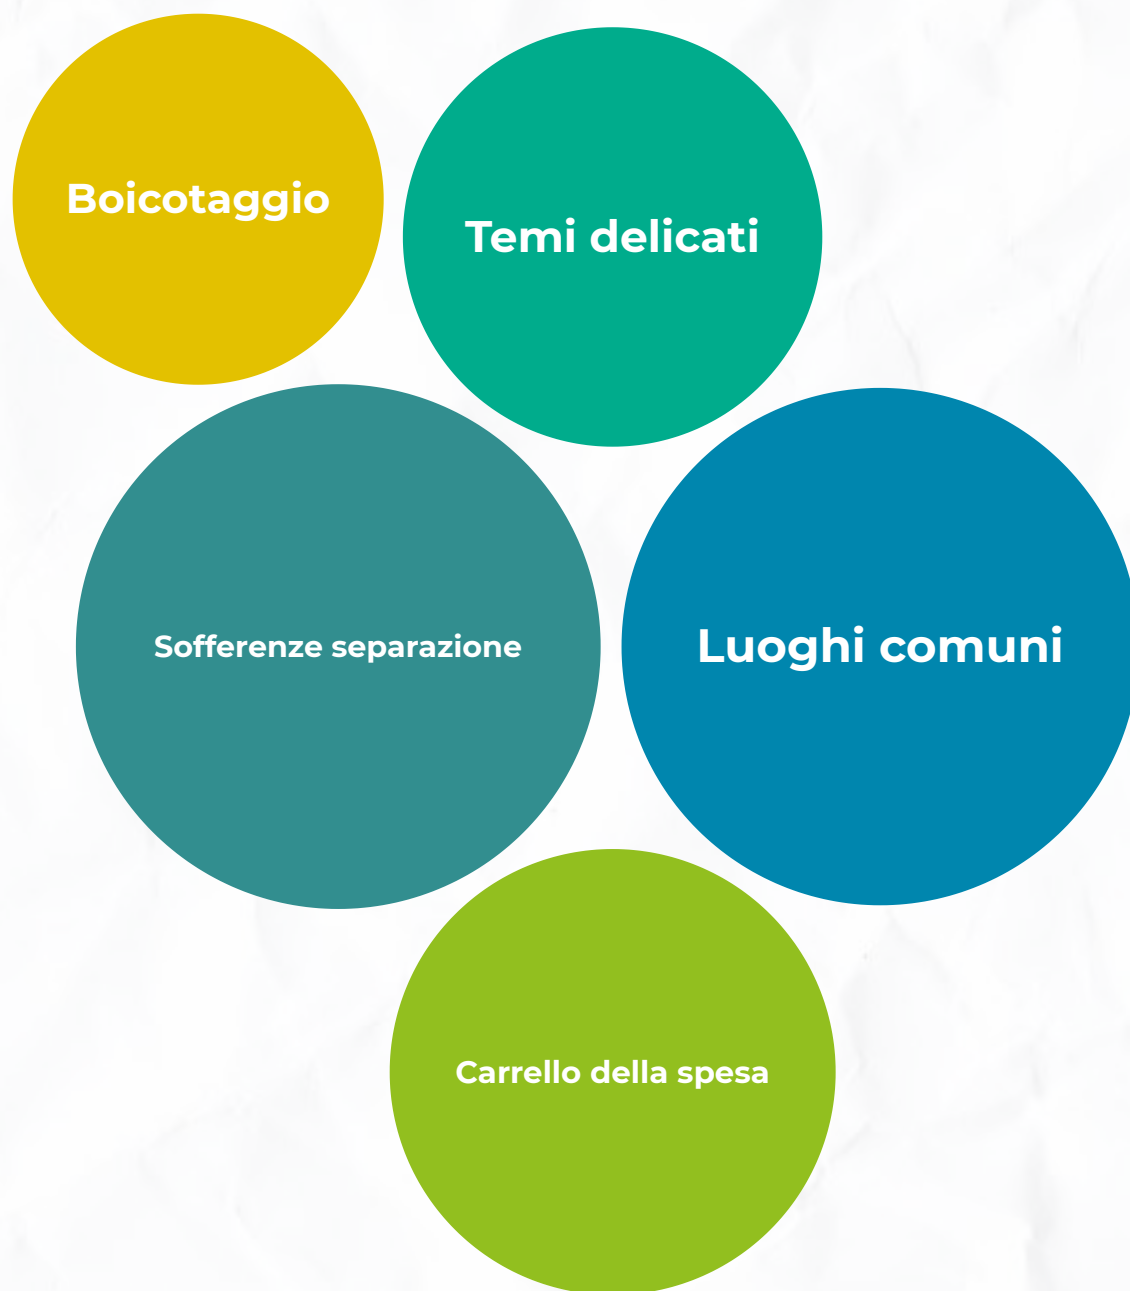 Boicotaggio
Temi delicati
Sofferenze separazione
Luoghi comuni
Carrello della spesa